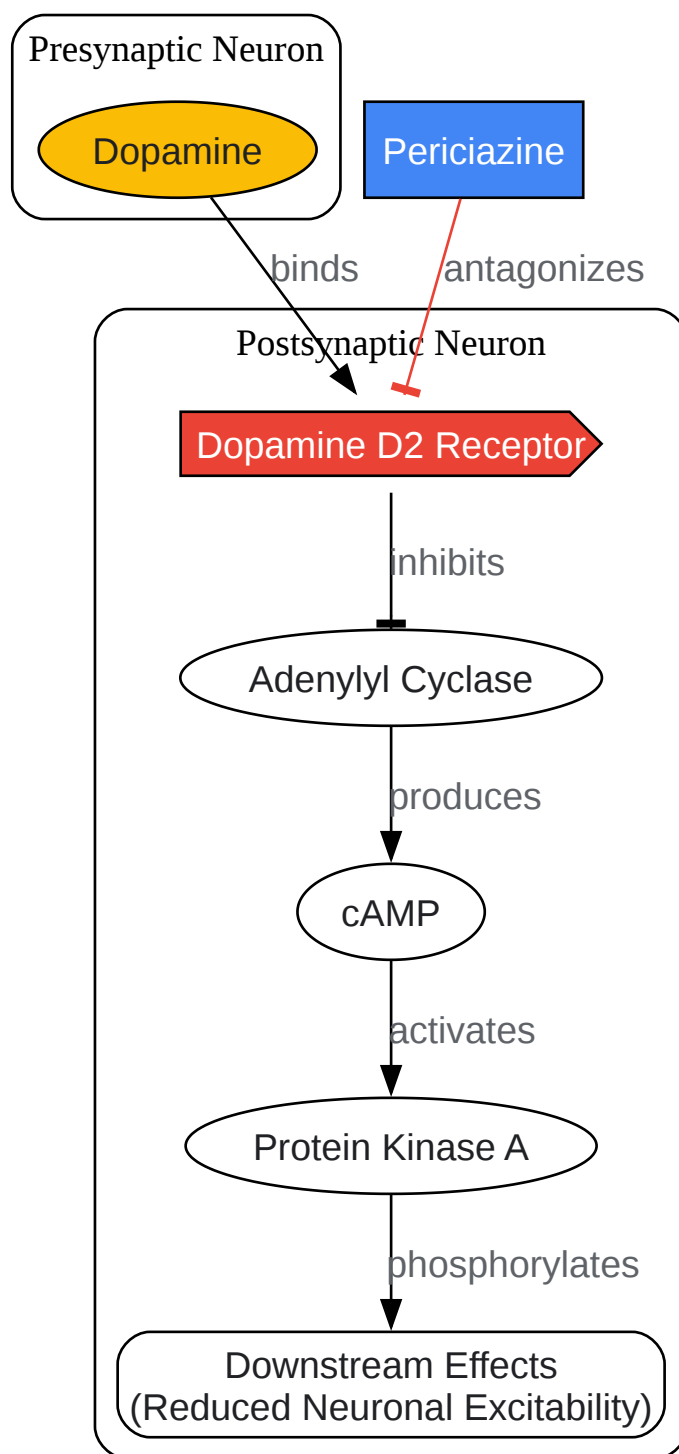 Presynaptic Neuron
Dopamine
Periciazine
binds
antagonizes
Postsynaptic Neuron
Dopamine D2 Receptor
inhibits
Adenylyl Cyclase
produces
cAMP
activates
Protein Kinase A
phosphorylates
Downstream Effects
(Reduced Neuronal Excitability)